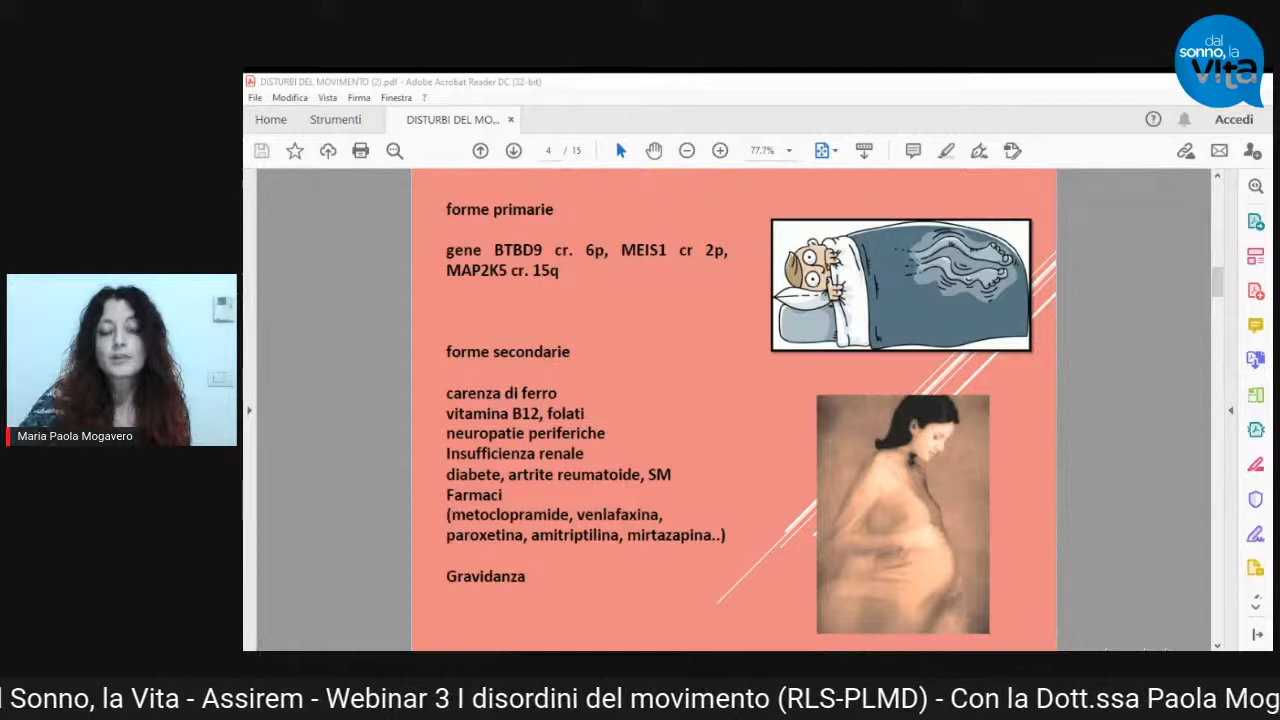 dal
sonno, la
vita
DISTURBI DEL MOVIMENTO (2).pdf - Adobe Acrobat Reader DC (32-bit)
File Modifica Vista Firma Finestra ?
Home Strumenti DISTURBI DEL MO... × Accedi
4 / 15 77.7%
forme primarie
gene BTBD9 cr. 6p, MEIS1 cr 2p,
MAP2K5 cr. 15q
forme secondarie
carenza di ferro
vitamina B12, folati
neuropatie periferiche
Insufficienza renale
diabete, artrite reumatoide, SM
Farmaci
(metoclopramide, venlafaxina,
paroxetina, amitriptilina, mirtazapina..)
Gravidanza
Maria Paola Mogavero
l Sonno, la Vita - Assirem - Webinar 3 I disordini del movimento (RLS-PLMD) - Con la Dott.ssa Paola Mog